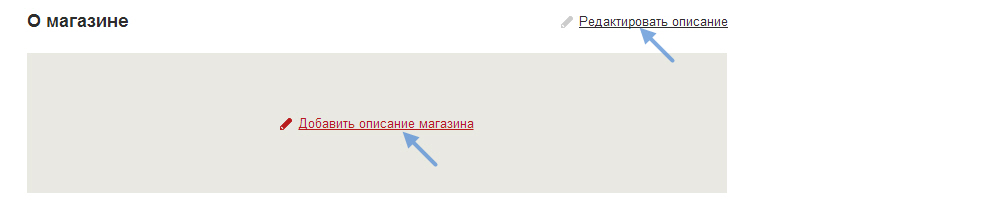 О магазине
Редактировать описание
Добавить описание магазина